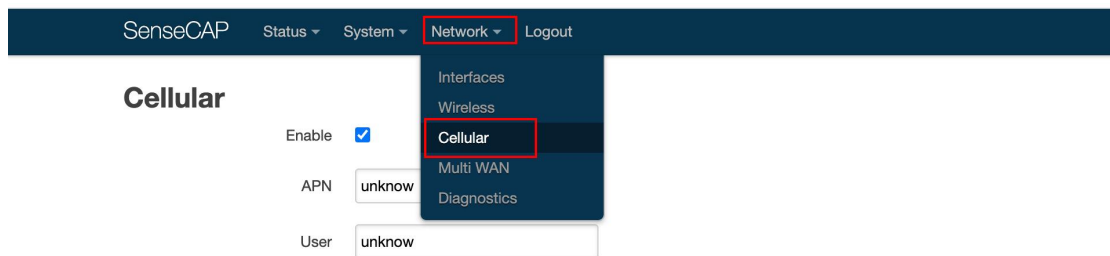 SenseCAP Status System Network Logout
Interfaces
Cellular
Wireless
Enable
Cellular
Multi WAN
APN unknow
Diagnostics
User unknow